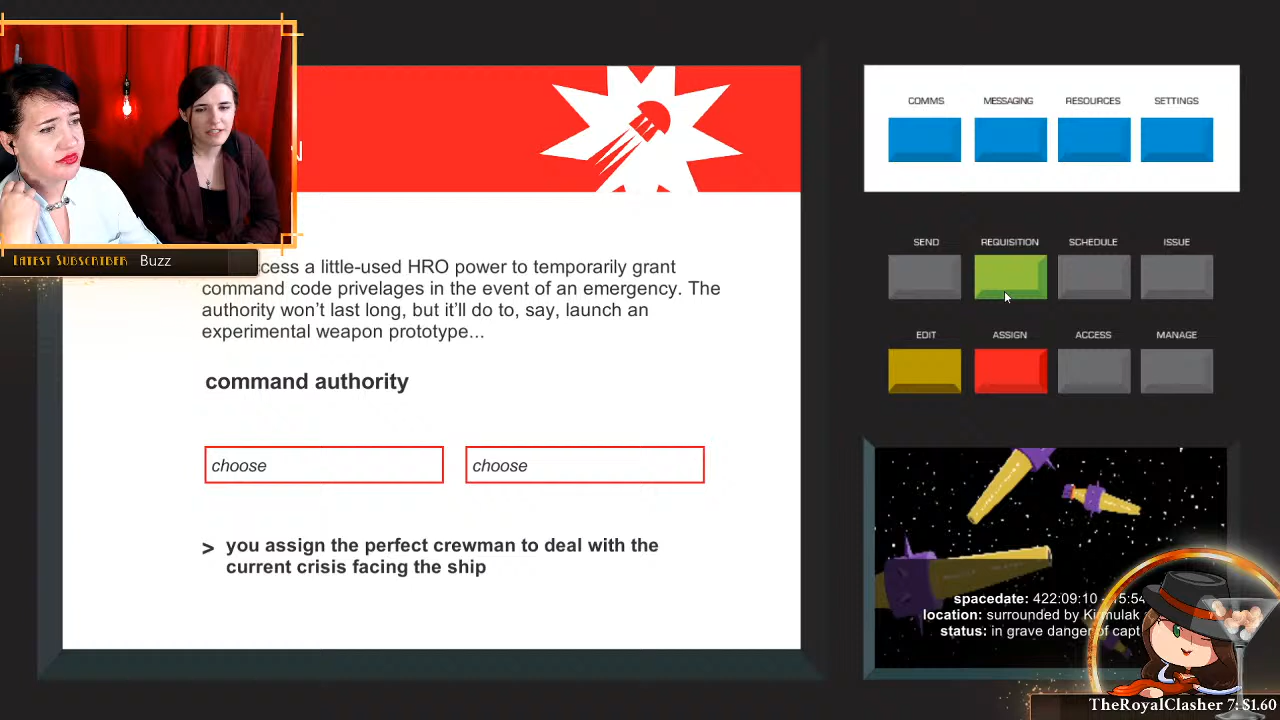 N
COMMS MESSAGING RESOURCES SETTINGS
LATEST SUBSCRIBER Buzz
SEND REQUISITION SCHEDULE ISSUE
a little-used HRO power to temporarily grant
command code privelages in the event of an emergency. The
authority won't last long, but it'll do to, say, launch an
experimental weapon prototype...
EDIT ASSIGN ACCESS MANAGE
command authority
choose choose
> you assign the perfect crewman to deal with the
current crisis facing the ship
spacedate: 422:09:10
location: surrounded by
status: in grave danger of
TheRoyalClasher 7: $1.60